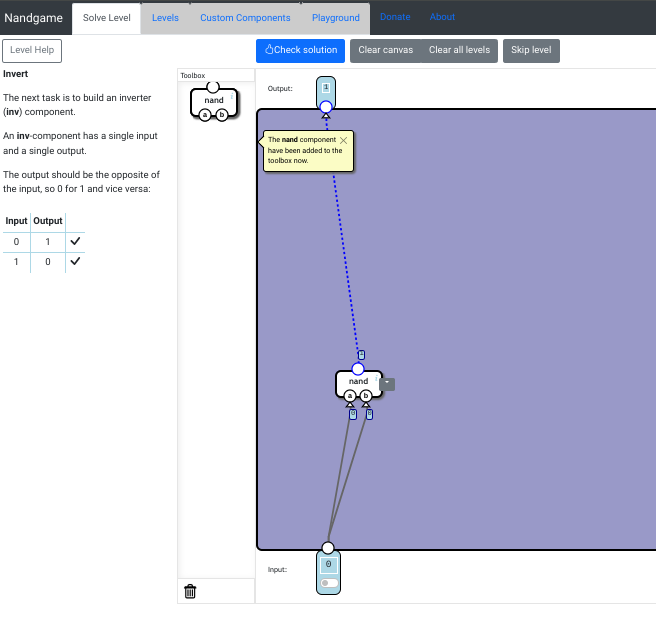 Nandgame
Solve Level
Levels
Custom Components
Playground
Donate
About
Level Help
Check solution
Clear canvas
Clear all levels
Skip level
Invert
The next task is to build an inverter
(inv) component.
An inv-component has a single input
and a single output.
The output should be the opposite of
the input, so 0 for 1 and vice versa:
Input Output
0 1
1 0
Toolbox
nand
a b
Output:
1
The nand component
have been added to the
toolbox now.
1
nand
a b
0 0
Input:
0